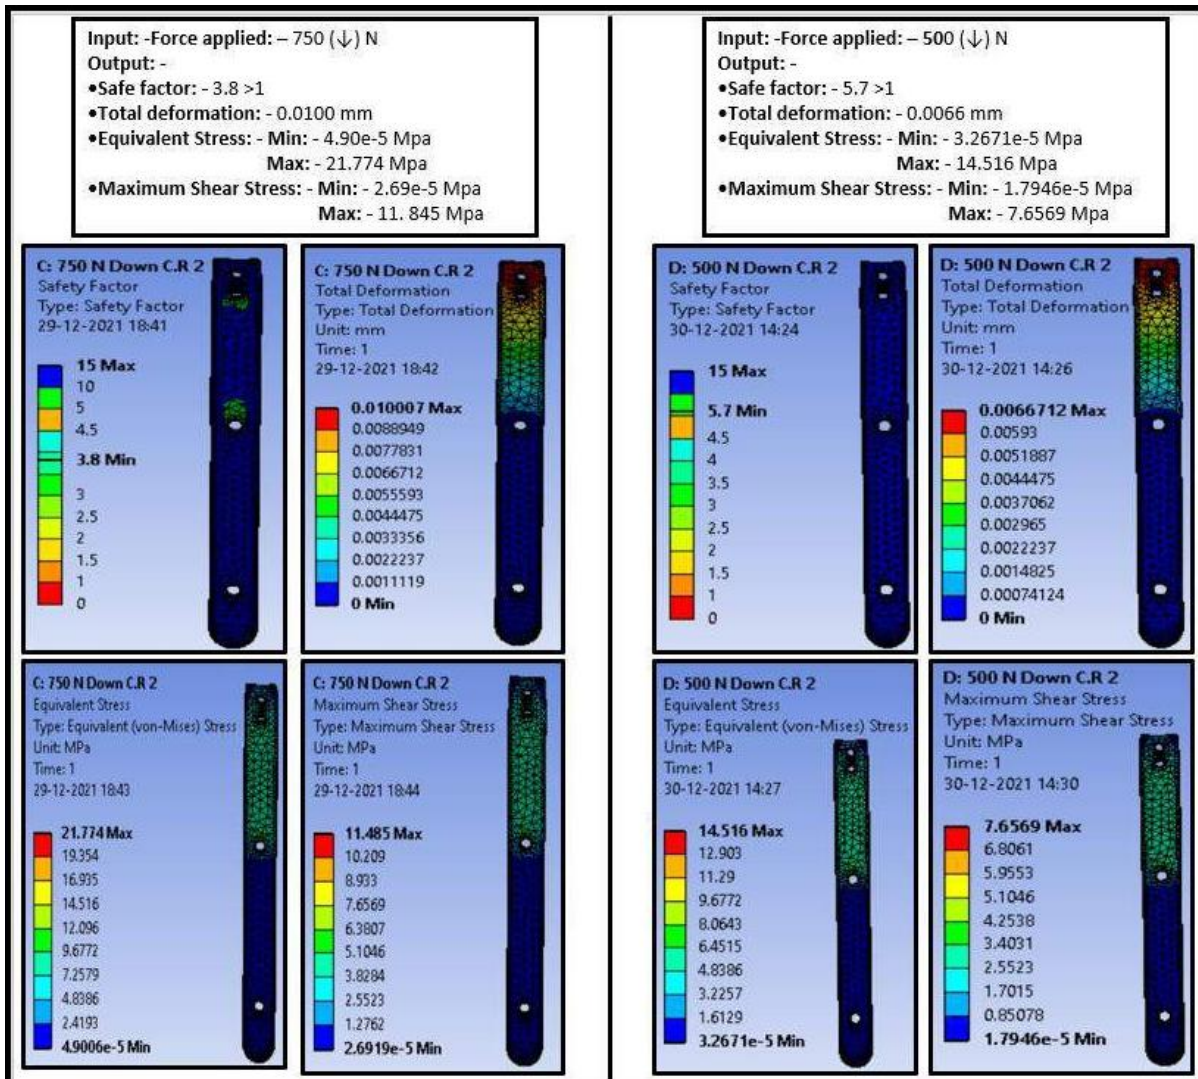 Input: -Force applied: – 750 (↓) N
Output: -
•Safe factor: - 3.8 >1
•Total deformation: - 0.0100 mm
•Equivalent Stress: - Min: - 4.90e-5 Mpa
Max: - 21.774 Mpa
•Maximum Shear Stress: - Min: - 2.69e-5 Mpa
Max: - 11. 845 Mpa
C: 750 N Down C.R 2
Safety Factor
Type: Safety Factor
29-12-2021 18:41
15 Max
10
5
4.5
3.8 Min
3
2.5
2
1.5
1
0
C: 750 N Down C.R 2
Total Deformation
Type: Total Deformation
Unit: mm
Time: 1
29-12-2021 18:42
0.010007 Max
0.0088949
0.0077831
0.0066712
0.0055593
0.0044475
0.0033356
0.0022237
0.0011119
0 Min
C: 750 N Down C.R 2
Equivalent Stress
Type: Equivalent (von-Mises) Stress
Unit: MPa
Time: 1
29-12-2021 18:43
21.774 Max
19.354
16.935
14.516
12.096
9.6772
7.2579
4.8386
2.4193
4.9006e-5 Min
C: 750 N Down C.R 2
Maximum Shear Stress
Type: Maximum Shear Stress
Unit: MPa
Time: 1
29-12-2021 18:44
11.485 Max
10.209
8.933
7.6569
6.3807
5.1046
3.8284
2.5523
1.2762
2.6919e-5 Min
Input: -Force applied: – 500 (↓) N
Output: -
•Safe factor: - 5.7 >1
•Total deformation: - 0.0066 mm
•Equivalent Stress: - Min: - 3.2671e-5 Mpa
Max: - 14.516 Mpa
•Maximum Shear Stress: - Min: - 1.7946e-5 Mpa
Max: - 7.6569 Mpa
D: 500 N Down C.R 2
Safety Factor
Type: Safety Factor
30-12-2021 14:24
15 Max
5.7 Min
4.5
4
3.5
3
2.5
2
1.5
1
0
D: 500 N Down C.R 2
Total Deformation
Type: Total Deformation
Unit: mm
Time: 1
30-12-2021 14:26
0.0066712 Max
0.00593
0.0051887
0.0044475
0.0037062
0.002965
0.0022237
0.0014825
0.00074124
0 Min
D: 500 N Down C.R 2
Equivalent Stress
Type: Equivalent (von-Mises) Stress
Unit: MPa
Time: 1
30-12-2021 14:27
14.516 Max
12.903
11.29
9.6772
8.0643
6.4515
4.8386
3.2257
1.6129
3.2671e-5 Min
D: 500 N Down C.R 2
Maximum Shear Stress
Type: Maximum Shear Stress
Unit: MPa
Time: 1
30-12-2021 14:30
7.6569 Max
6.8061
5.9553
5.1046
4.2538
3.4031
2.5523
1.7015
0.85078
1.7946e-5 Min